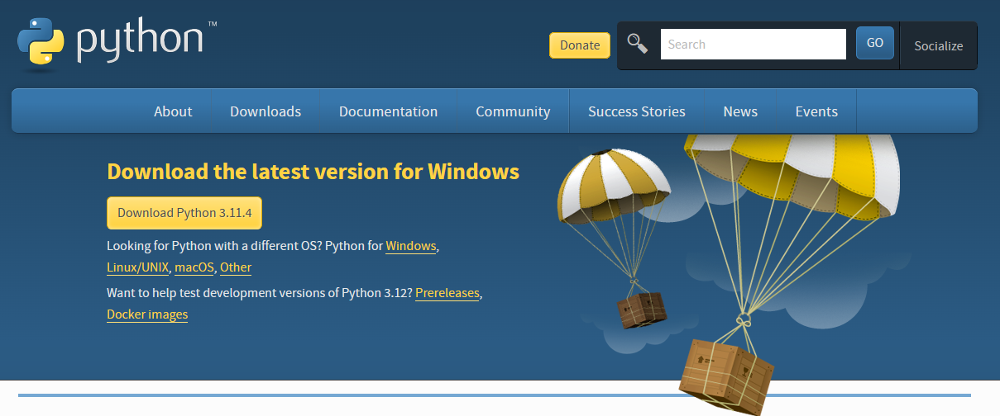 python™
Donate
Search
GO
Socialize
About
Downloads
Documentation
Community
Success Stories
News
Events
Download the latest version for Windows
Download Python 3.11.4
Looking for Python with a different OS? Python for Windows,
Linux/UNIX, macOS, Other
Want to help test development versions of Python 3.12? Prereleases,
Docker images